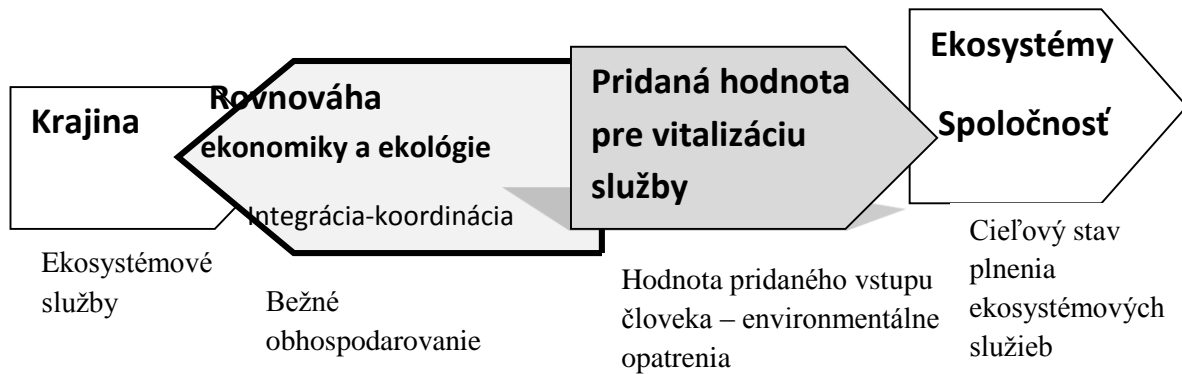 Krajina
Ekosystémové
služby
Rovnováha
ekonomiky a ekológie
Integrácia-koordinácia
Bežné
obhospodarovanie
Pridaná hodnota
pre vitalizáciu
služby
Hodnota pridaného vstupu
človeka – environmentálne
opatrenia
Ekosystémy
Spoločnosť
Cieľový stav
plnenia
ekosystémových
služieb